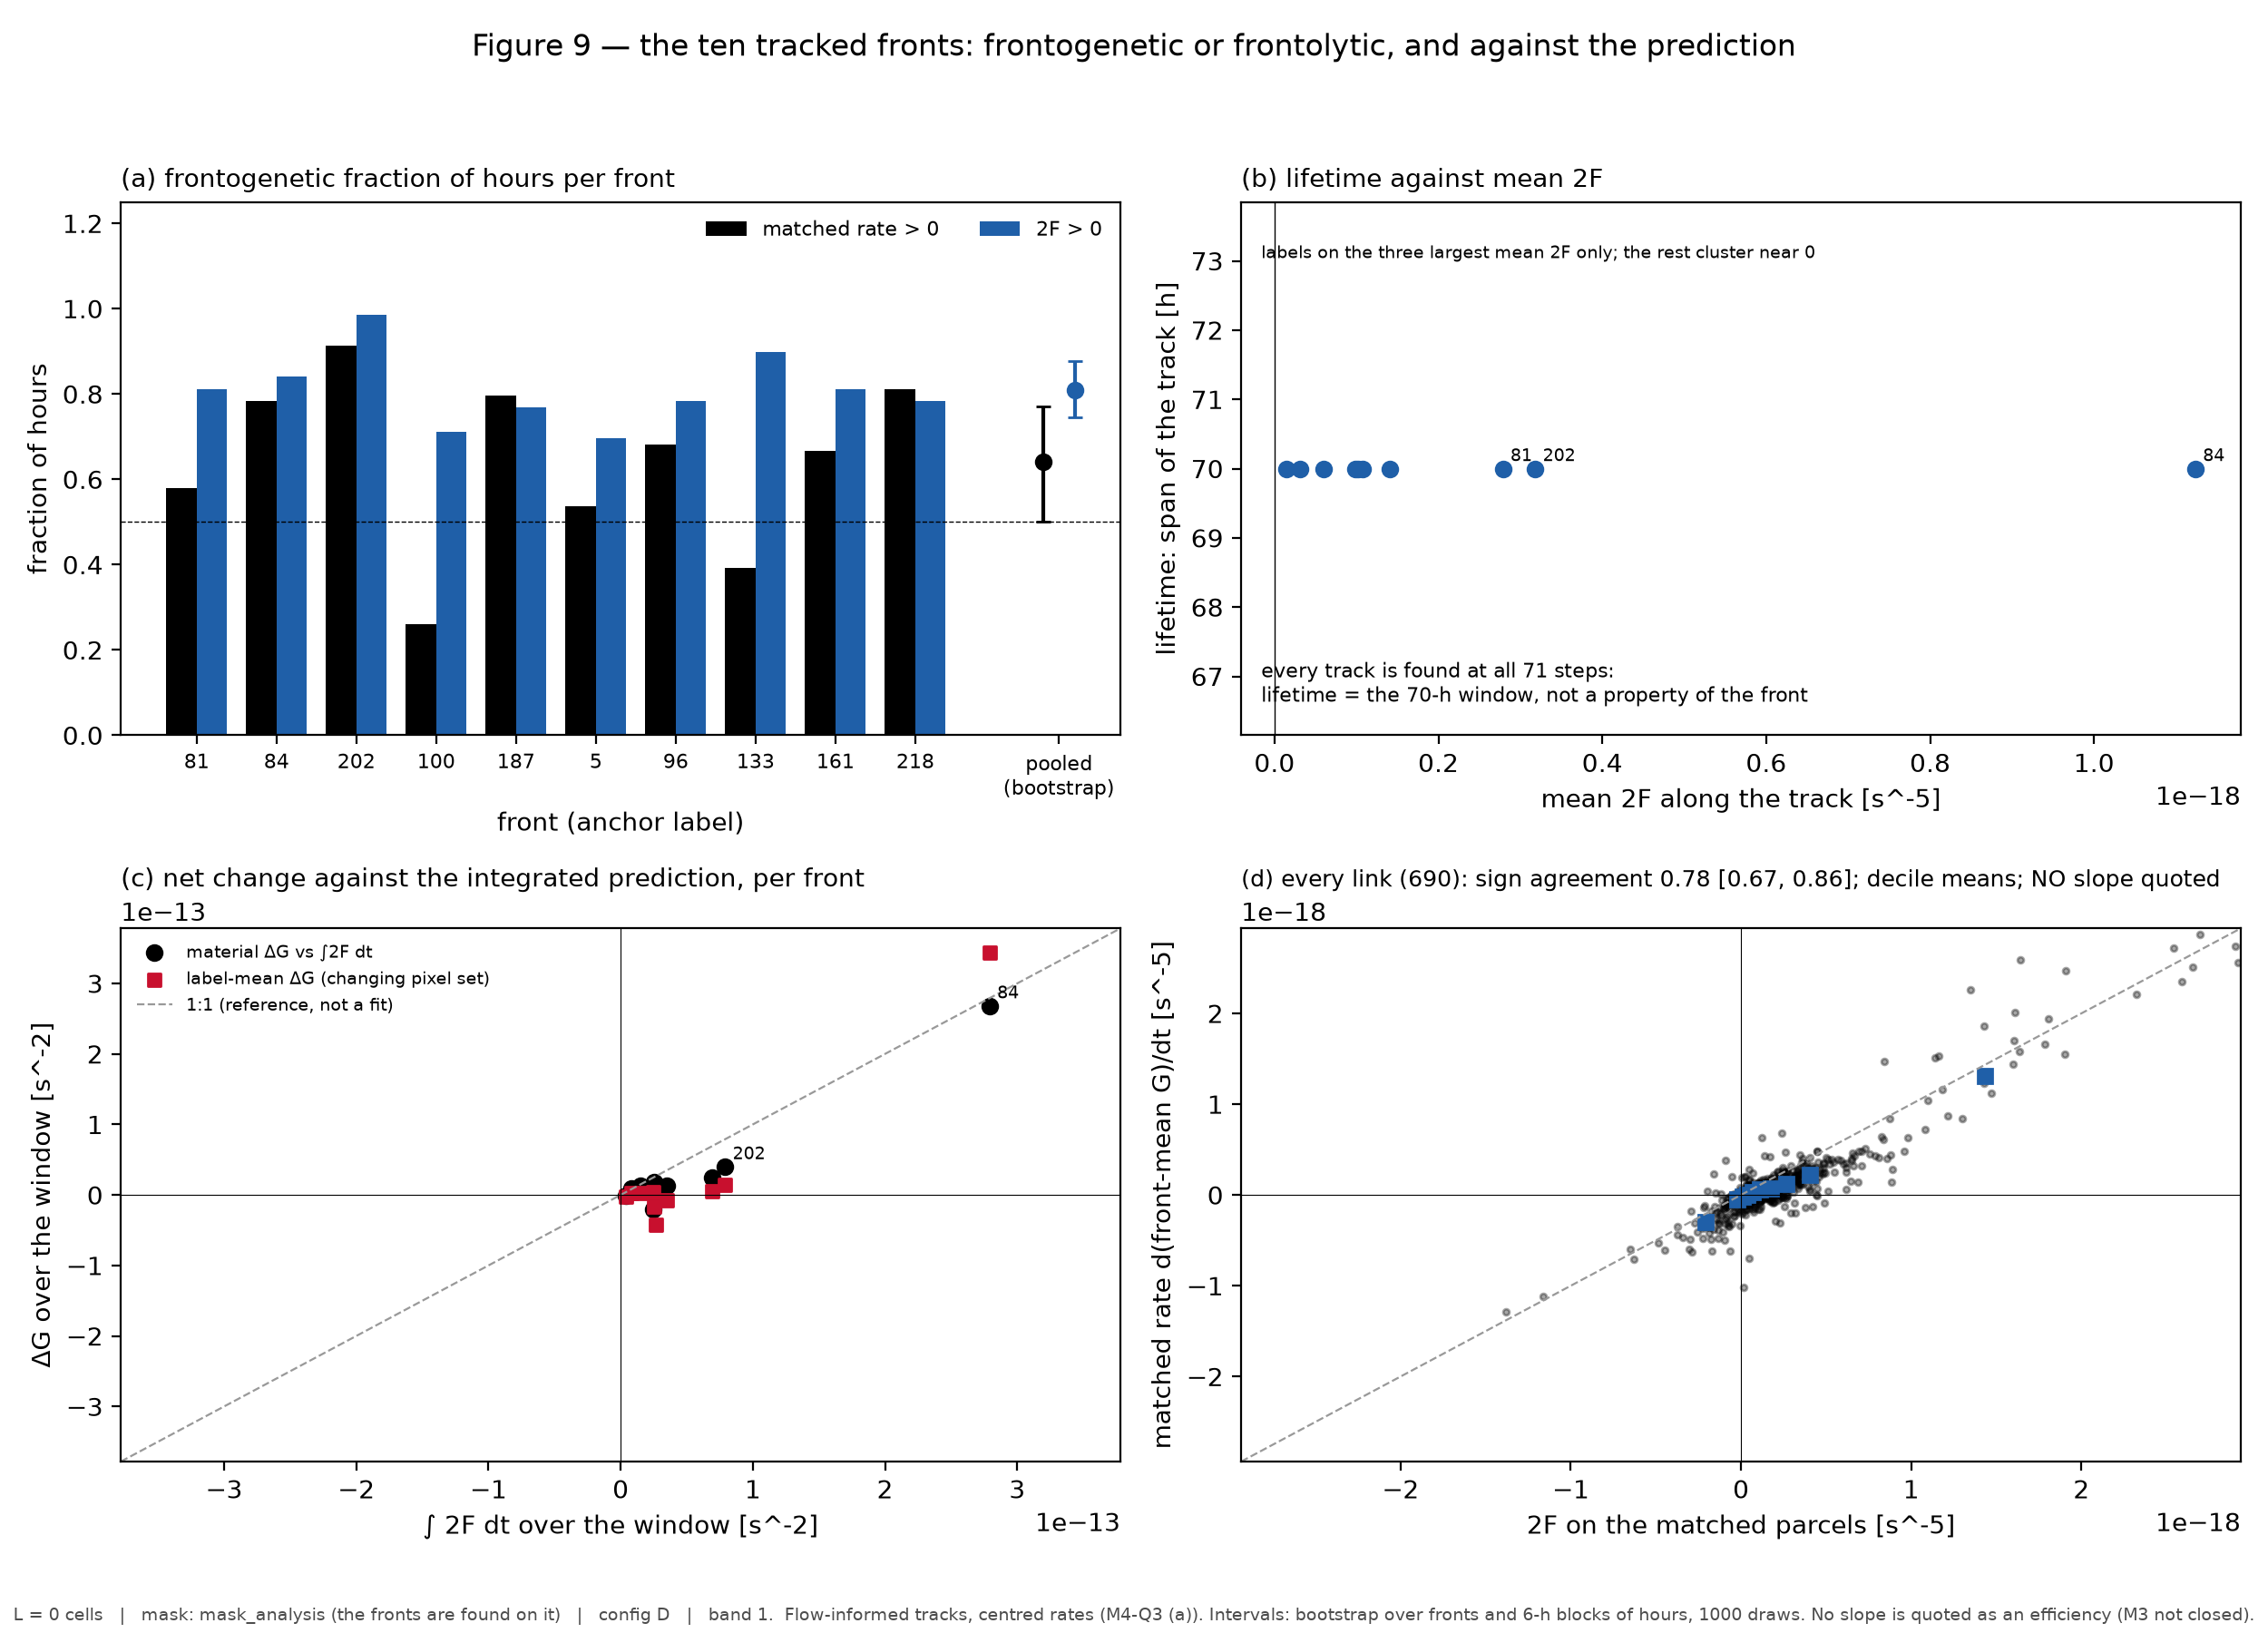 Figure 9 — the ten tracked fronts: frontogenetic or frontolytic, and against the prediction
(a) frontogenetic fraction of hours per front
fraction of hours
1.2
1.0
0.8
0.6
0.4
0.2
0.0
matched rate > 0
2F > 0
81
84
202
100
187
5
96
133
161
218
pooled
(bootstrap)
front (anchor label)
(b) lifetime against mean 2F
lifetime: span of the track [h]
73
72
71
70
69
68
67
labels on the three largest mean 2F only; the rest cluster near 0
81
202
84
every track is found at all 71 steps:
lifetime = the 70-h window, not a property of the front
0.0
0.2
0.4
0.6
0.8
1.0
1e−18
mean 2F along the track [s^-5]
(c) net change against the integrated prediction, per front
1e−13
ΔG over the window [s^-2]
3
2
1
0
−1
−2
−3
material ΔG vs ∫2F dt
label-mean ΔG (changing pixel set)
1:1 (reference, not a fit)
84
202
−3
−2
−1
0
1
2
3
1e−13
∫ 2F dt over the window [s^-2]
(d) every link (690): sign agreement 0.78 [0.67, 0.86]; decile means; NO slope quoted
1e−18
matched rate d(front-mean G)/dt [s^-5]
2
1
0
−1
−2
−2
−1
0
1
2
1e−18
2F on the matched parcels [s^-5]
L = 0 cells | mask: mask_analysis (the fronts are found on it) | config D | band 1. Flow-informed tracks, centred rates (M4-Q3 (a)). Intervals: bootstrap over fronts and 6-h blocks of hours, 1000 draws. No slope is quoted as an efficiency (M3 not closed).